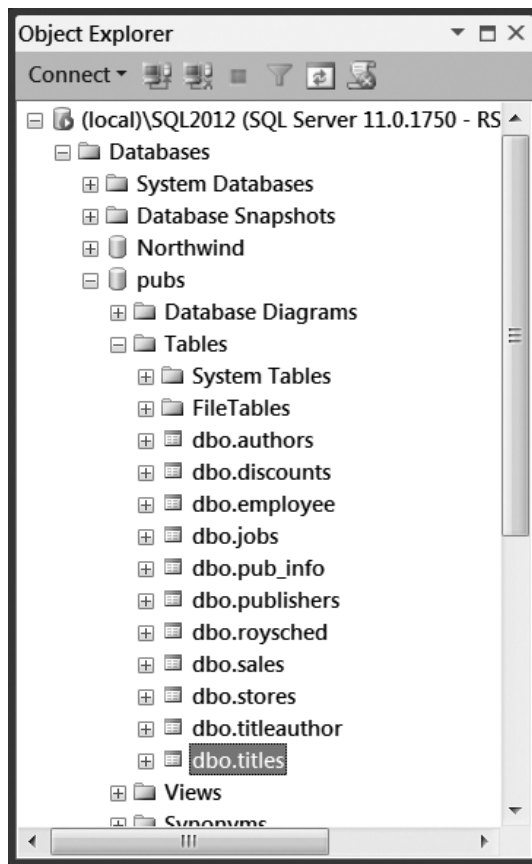 Object Explorer
Connect
(local)\SQL2012 (SQL Server 11.0.1750 - RS
Databases
System Databases
Database Snapshots
Northwind
pubs
Database Diagrams
Tables
System Tables
FileTables
dbo.authors
dbo.discounts
dbo.employee
dbo.jobs
dbo.pub_info
dbo.publishers
dbo.roysched
dbo.sales
dbo.stores
dbo.titleauthor
dbo.titles
Views
Synonyms